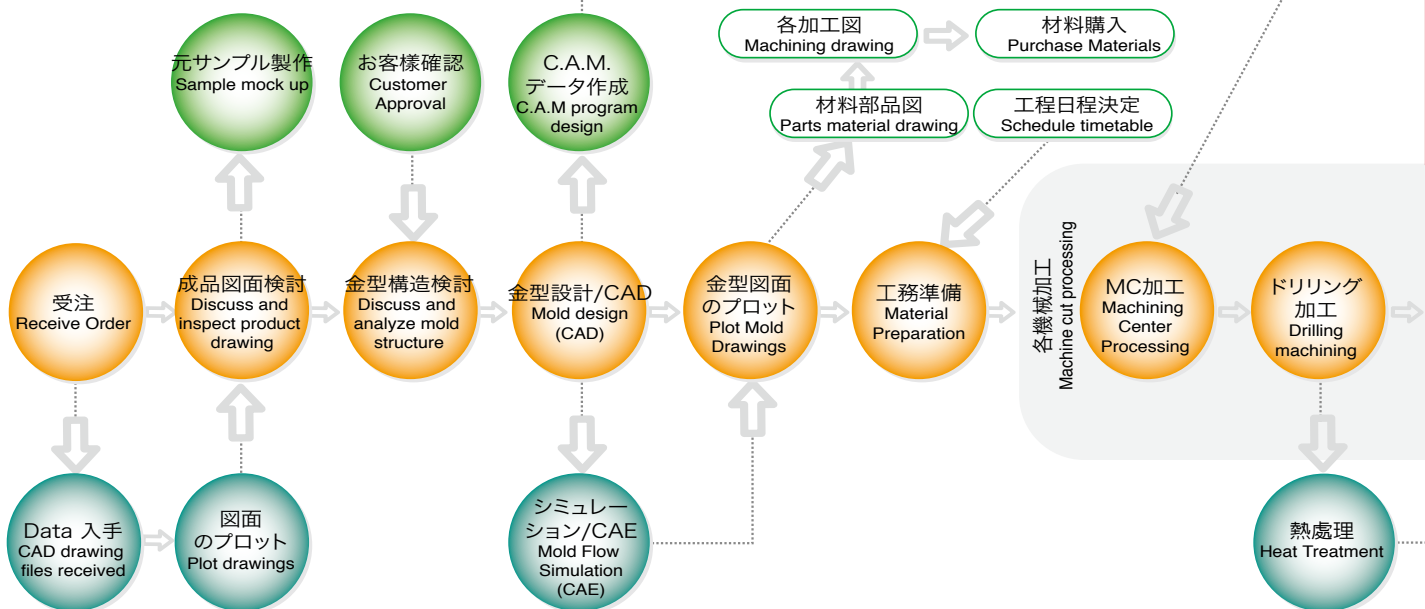 元サンプル製作
Sample mock up
お客様確認
Customer
Approval
C.A.M.
データ作成
C.A.M program
design
各加工図
Machining drawing
材料購入
Purchase Materials
材料部品図
Parts material drawing
工程日程決定
Schedule timetable
受注
Receive Order
成品図面検討
Discuss and
inspect product
drawing
金型構造検討
Discuss and
analyze mold
structure
金型設計/CAD
Mold design
(CAD)
金型図面
のプロット
Plot Mold
Drawings
工務準備
Material
Preparation
各機械加工
Machine cut processing
MC加工
Machining
Center
Processing
ドリリング
加工
Drilling
machining
Data 入手
CAD drawing
files received
図面
のプロット
Plot drawings
シミュレー
ション/CAE
Mold Flow
Simulation
(CAE)
熱處理
Heat Treatment